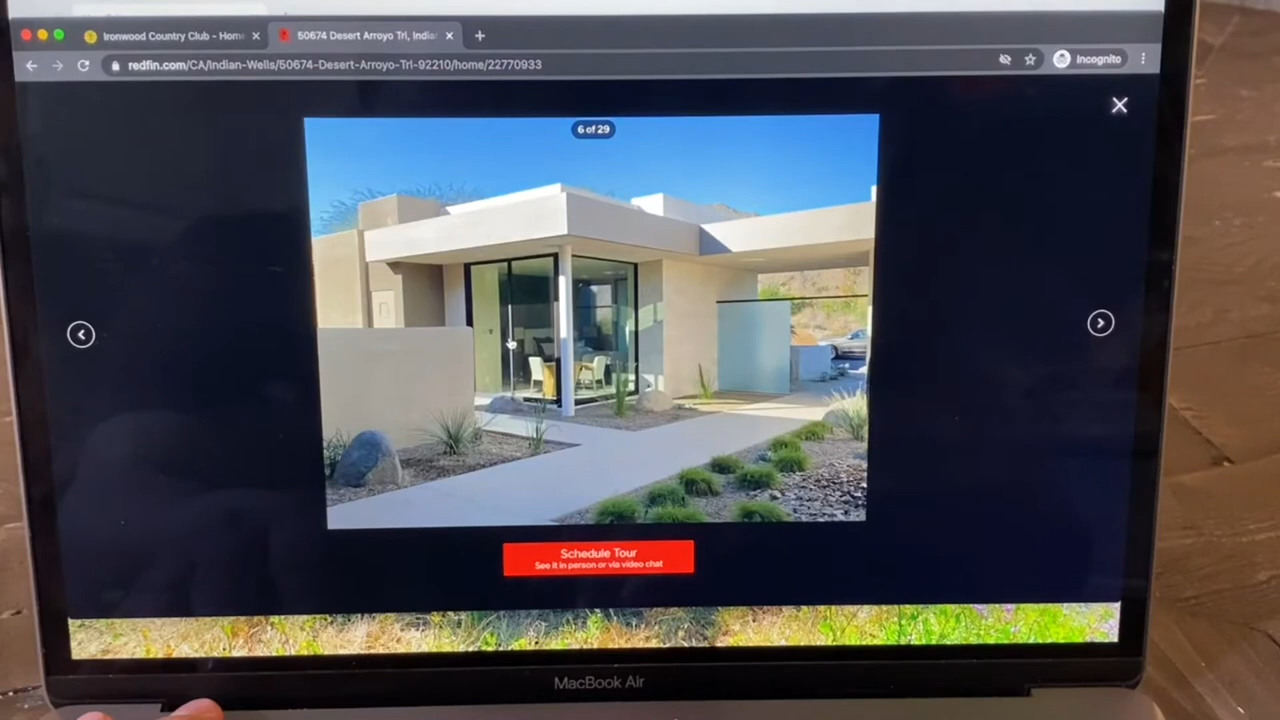 Ironwood Country Club - Home
50674 Desert Arroyo Trl, India
redfin.com/CA/Indian-Wells/50674-Desert-Arroyo-Trl-92210/home/22770933
Incognito
6 of 29
Schedule Tour
See it in person or via video chat
MacBook Air